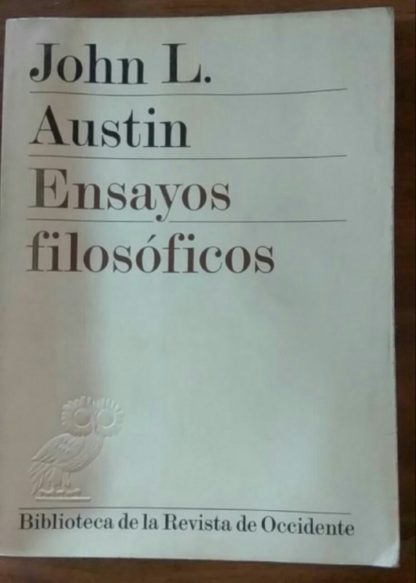 John L.
Austin
Ensayos
filosóficos
Biblioteca de la Revista de Occidente